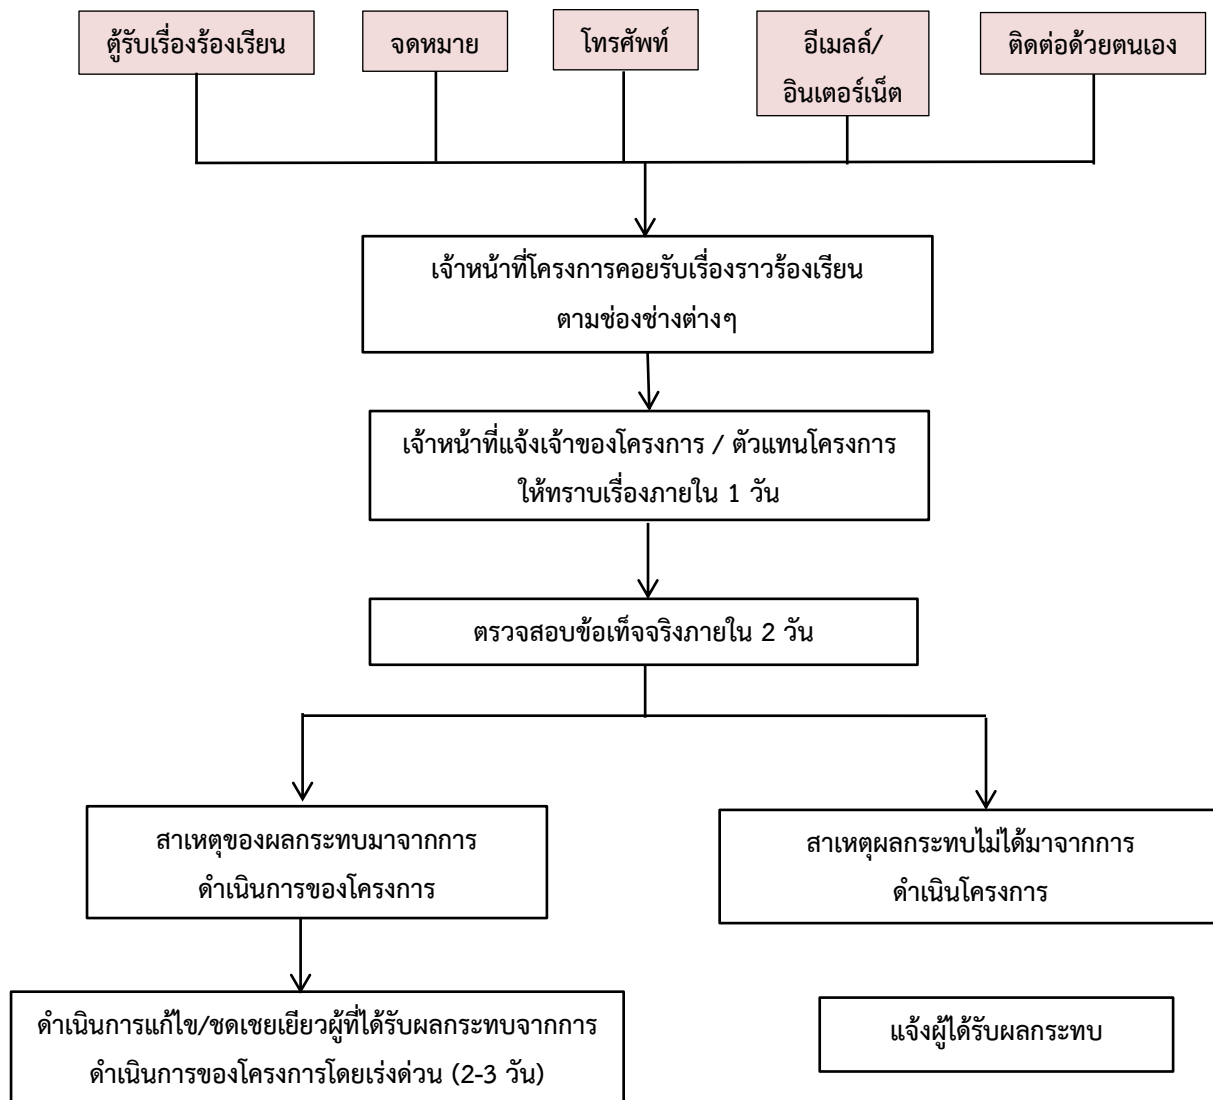 ตู้รับเรื่องร้องเรียน
จดหมาย
โทรศัพท์
อีเมลล์/
อินเตอร์เน็ต
ติดต่อด้วยตนเอง
เจ้าหน้าที่โครงการคอยรับเรื่องราวร้องเรียน
ตามช่องช่างต่างๆ
เจ้าหน้าที่แจ้งเจ้าของโครงการ / ตัวแทนโครงการ
ให้ทราบเรื่องภายใน 1 วัน
ตรวจสอบข้อเท็จจริงภายใน 2 วัน
สาเหตุของผลกระทบมาจากการ
ดำเนินการของโครงการ
สาเหตุผลกระทบไม่ได้มาจากการ
ดำเนินโครงการ
ดำเนินการแก้ไข/ชดเชยเยียวผู้ที่ได้รับผลกระทบจากการ
ดำเนินการของโครงการโดยเร่งด่วน (2-3 วัน)
แจ้งผู้ได้รับผลกระทบ